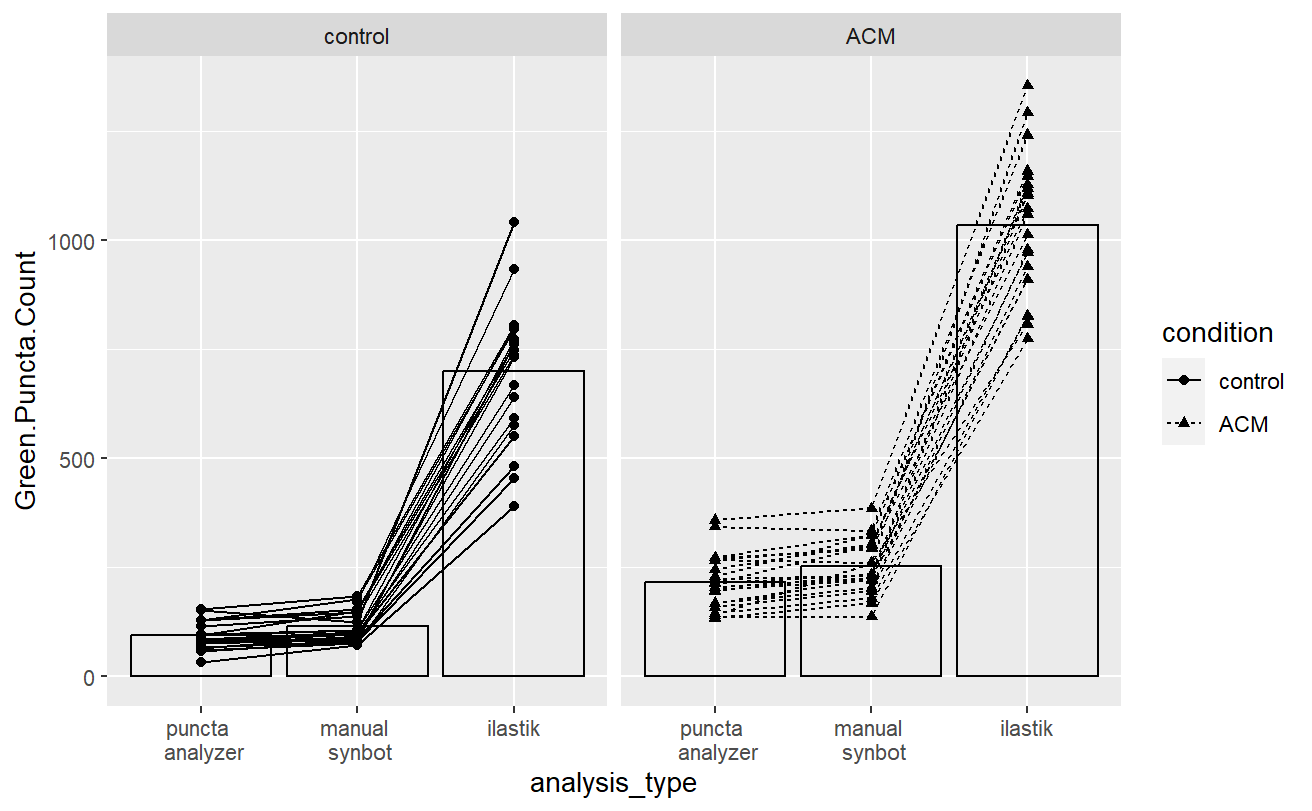 control
ACM
Green.Puncta.Count
1000
500
0
puncta
analyzer
manual
synbot
ilastik
puncta
analyzer
manual
synbot
ilastik
analysis_type
condition
control
ACM